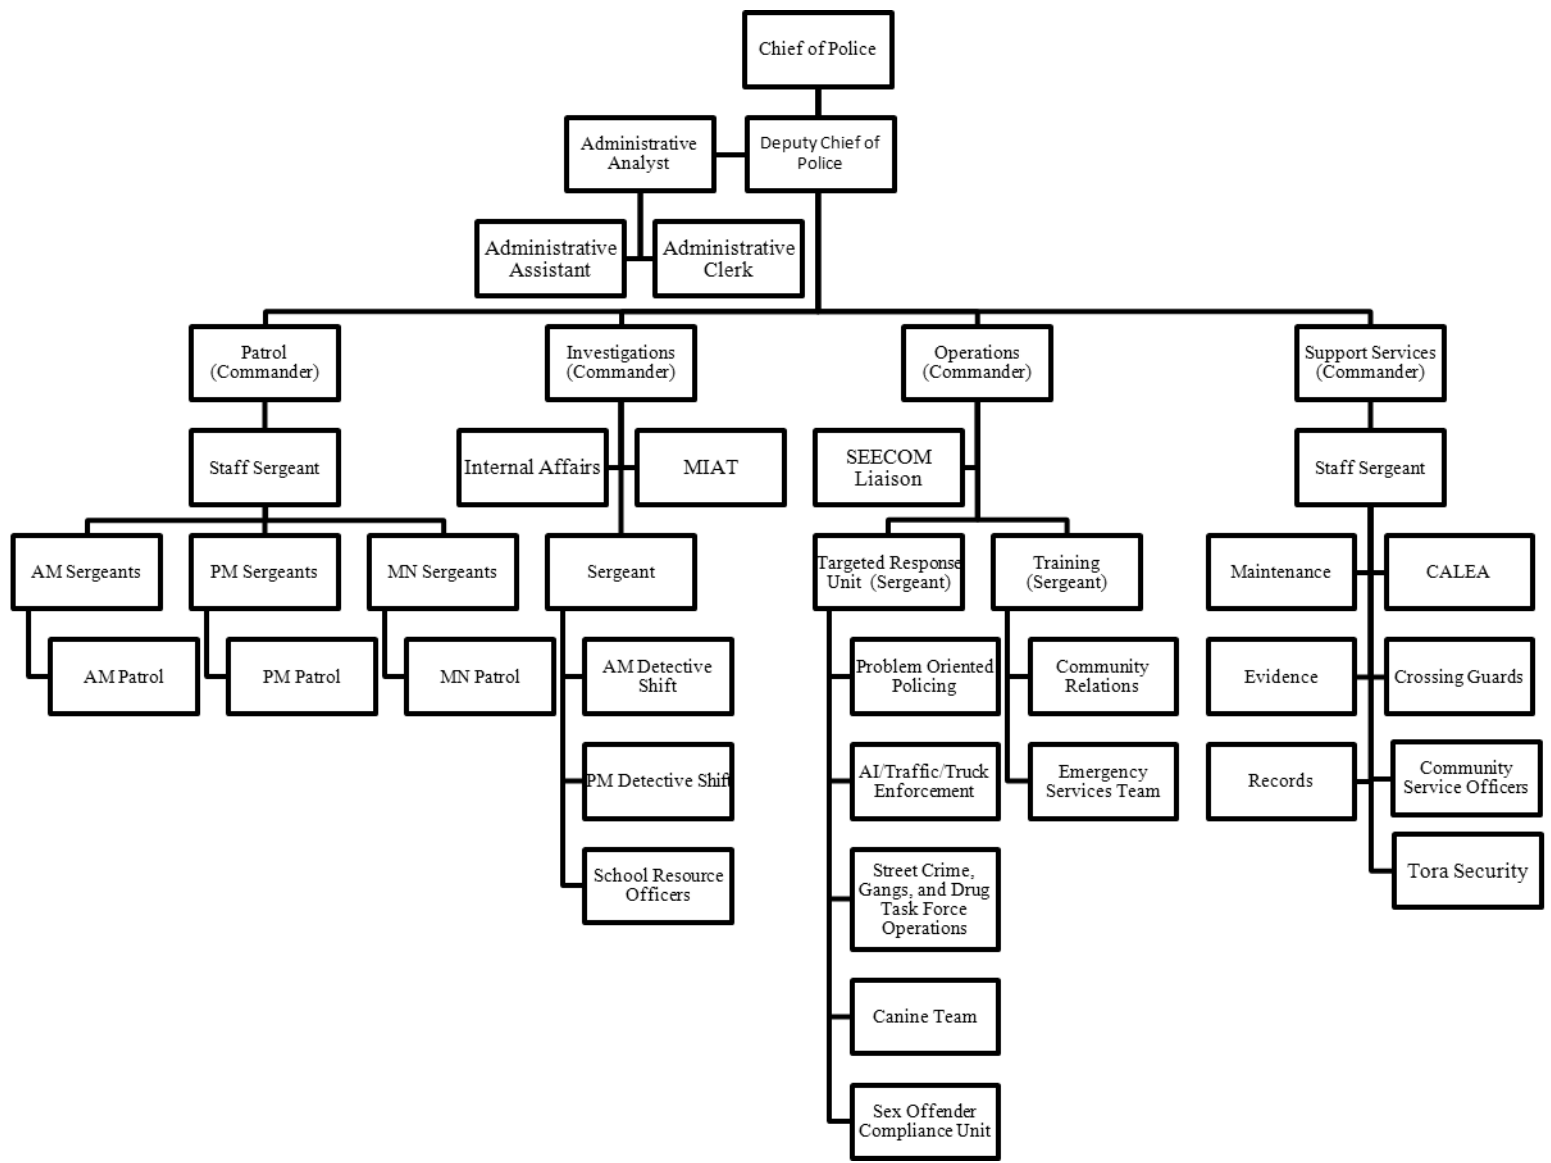 Chief of Police
Administrative
Analyst
Deputy Chief of
Police
Administrative
Assistant
Administrative
Clerk
Patrol
(Commander)
Investigations
(Commander)
Operations
(Commander)
Support Services
(Commander)
Staff Sergeant
Internal Affairs
MIAT
SEECOM
Liaison
Staff Sergeant
AM Sergeants
PM Sergeants
MN Sergeants
Sergeant
Targeted Response
Unit (Sergeant)
Training
(Sergeant)
Maintenance
CALEA
AM Patrol
PM Patrol
MN Patrol
AM Detective
Shift
Problem Oriented
Policing
Community
Relations
Evidence
Crossing Guards
PM Detective Shift
AI/Traffic/Truck
Enforcement
Emergency
Services Team
Records
Community
Service Officers
School Resource
Officers
Street Crime,
Gangs, and Drug
Task Force
Operations
Tora Security
Canine Team
Sex Offender
Compliance Unit